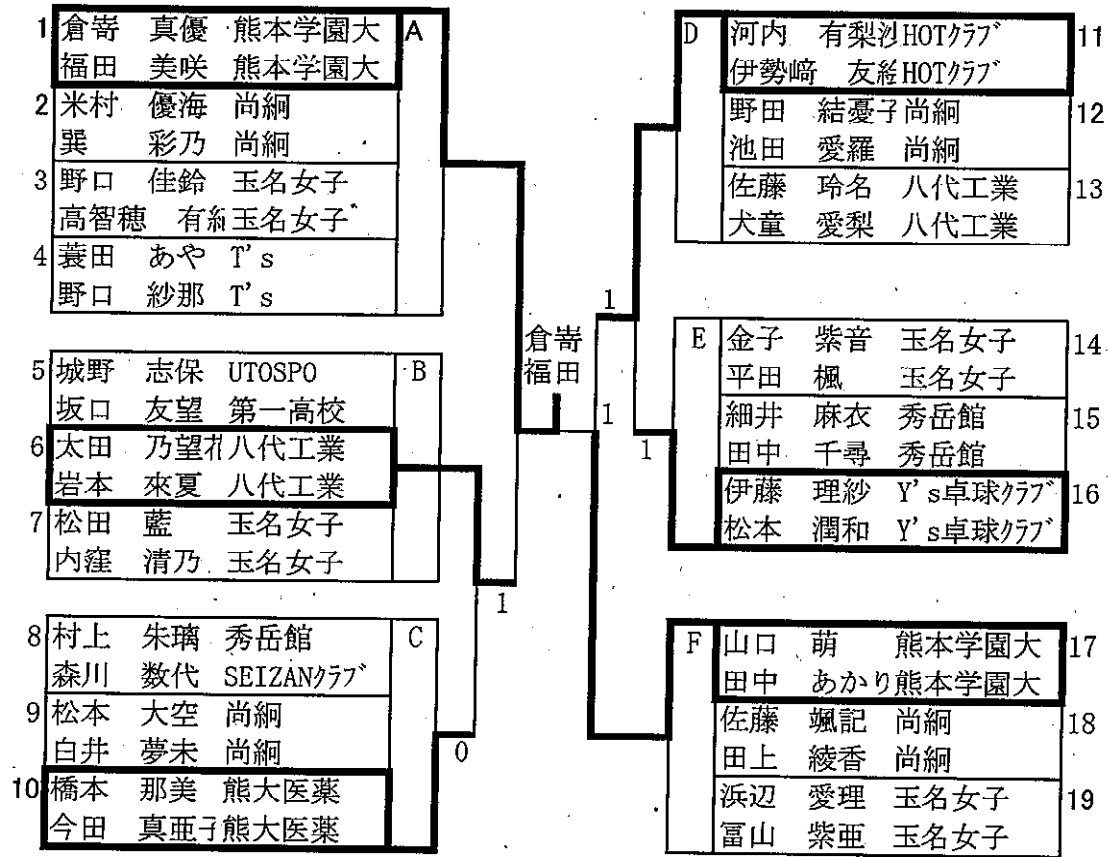 A
1 倉嵜 真優 熊本学園大
福田 美咲 熊本学園大
2 米村 優海 尚絅
巽 彩乃 尚絅
3 野口 佳鈴 玉名女子
高智穂 玉名女子
4 蓑田 あや T's
野口 紗那 T's
B
5 城野 志保 UTOSPO
坂口 友望 第一高校
6 太田 八代工業
岩本 來夏 八代工業
7 松田 藍 玉名女子
内窪 清乃 玉名女子
C
8 村上 朱璃 秀岳館
森川 数代 SEIZANｸﾗﾌﾞ
9 松本 大空 尚絅
白井 夢未 尚絅
10 橋本 那美 熊大医薬
今田 熊大医薬
1
0
倉嵜
福田
1
1
1
D
河内 HOTｸﾗﾌﾞ 11
伊勢﨑 HOTｸﾗﾌﾞ
野田 結憂子 尚絅 12
池田 愛羅 尚絅
佐藤 玲名 八代工業 13
犬童 愛梨 八代工業
E
金子 紫音 玉名女子 14
平田 楓 玉名女子
細井 麻衣 秀岳館 15
田中 千尋 秀岳館
伊藤 理紗 Y's卓球ｸﾗﾌﾞ 16
松本 潤和 Y's卓球ｸﾗﾌﾞ
F
山口 萌 熊本学園大 17
田中 あかり 熊本学園大
佐藤 颯記 尚絅 18
田上 綾香 尚絅
浜辺 愛理 玉名女子 19
冨山 紫亜 玉名女子